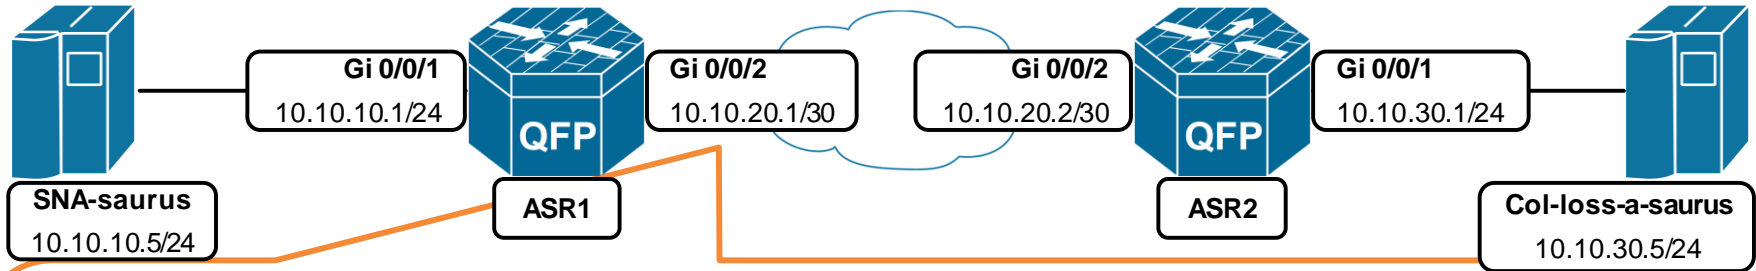 Gi 0/0/1
10.10.10.1/24
QFP
Gi 0/0/2
10.10.20.1/30
Gi 0/0/2
10.10.20.2/30
QFP
Gi 0/0/1
10.10.30.1/24
SNA-saurus
10.10.10.5/24
ASR1
ASR2
Col-loss-a-saurus
10.10.30.5/24